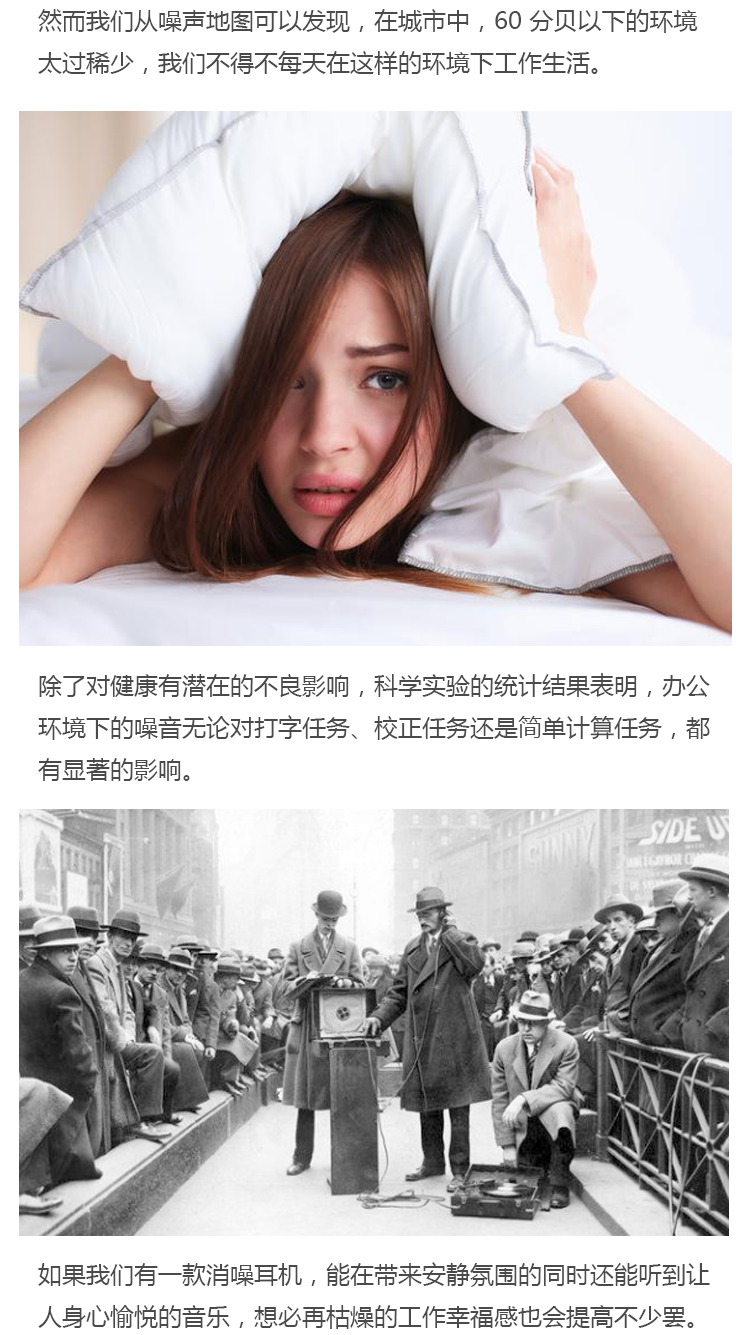 然而我们从噪声地图可以发现，在城市中，60 分贝以下的环境
太过稀少，我们不得不每天在这样的环境下工作生活。
除了对健康有潜在的不良影响，科学实验的统计结果表明，办公
环境下的噪音无论对打字任务、校正任务还是简单计算任务，都
有显著的影响。
SIDE U
SUNNY
如果我们有一款消噪耳机，能在带来安静氛围的同时还能听到让
人身心愉悦的音乐，想必再枯燥的工作幸福感也会提高不少罢。